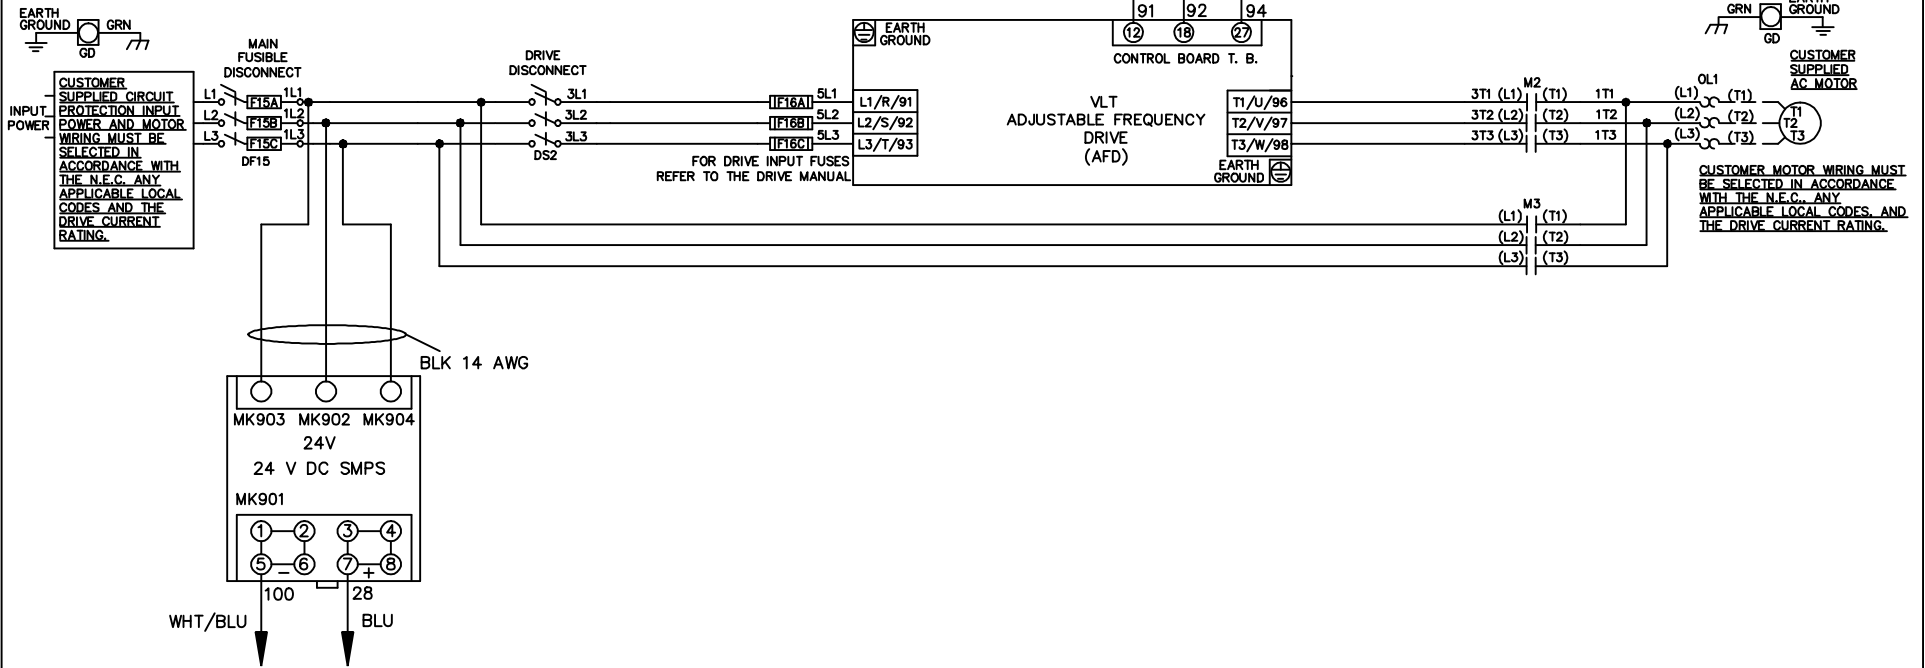 EARTH
GROUND
GRN
GD
MAIN
FUSIBLE
DISCONNECT
DRIVE
DISCONNECT
INPUT
POWER
CUSTOMER
SUPPLIED CIRCUIT
PROTECTION INPUT
POWER AND MOTOR
WIRING MUST BE
SELECTED IN
ACCORDANCE WITH
THE N.E.C. ANY
APPLICABLE LOCAL
CODES AND THE
DRIVE CURRENT
RATING.
L1 F15A 1L1
L2 F15B 1L2
L3 F15C 1L3
DF15
3L1
3L2
3L3
DS2
F16A 5L1
F16B 5L2
F16C 5L3
FOR DRIVE INPUT FUSES
REFER TO THE DRIVE MANUAL
EARTH
GROUND
91 92 94
12 18 27
CONTROL BOARD T. B.
L1/R/91
L2/S/92
L3/T/93
VLT
ADJUSTABLE FREQUENCY
DRIVE
(AFD)
T1/U/96
T2/V/97
T3/W/98
EARTH
GROUND
M2
3T1 (L1) (T1) 1T1
3T2 (L2) (T2) 1T2
3T3 (L3) (T3) 1T3
M3
(L1) (T1)
(L2) (T2)
(L3) (T3)
OL1
(L1) (T1)
(L2) (T2)
(L3) (T3)
T1
T2
T3
GRN
EARTH
GROUND
GD
CUSTOMER
SUPPLIED
AC MOTOR
CUSTOMER MOTOR WIRING MUST
BE SELECTED IN ACCORDANCE
WITH THE N.E.C., ANY
APPLICABLE LOCAL CODES, AND
THE DRIVE CURRENT RATING.
BLK 14 AWG
MK903 MK902 MK904
24V
24 V DC SMPS
MK901
1 2 3 4
5 6 7 8
- +
100 28
WHT/BLU BLU